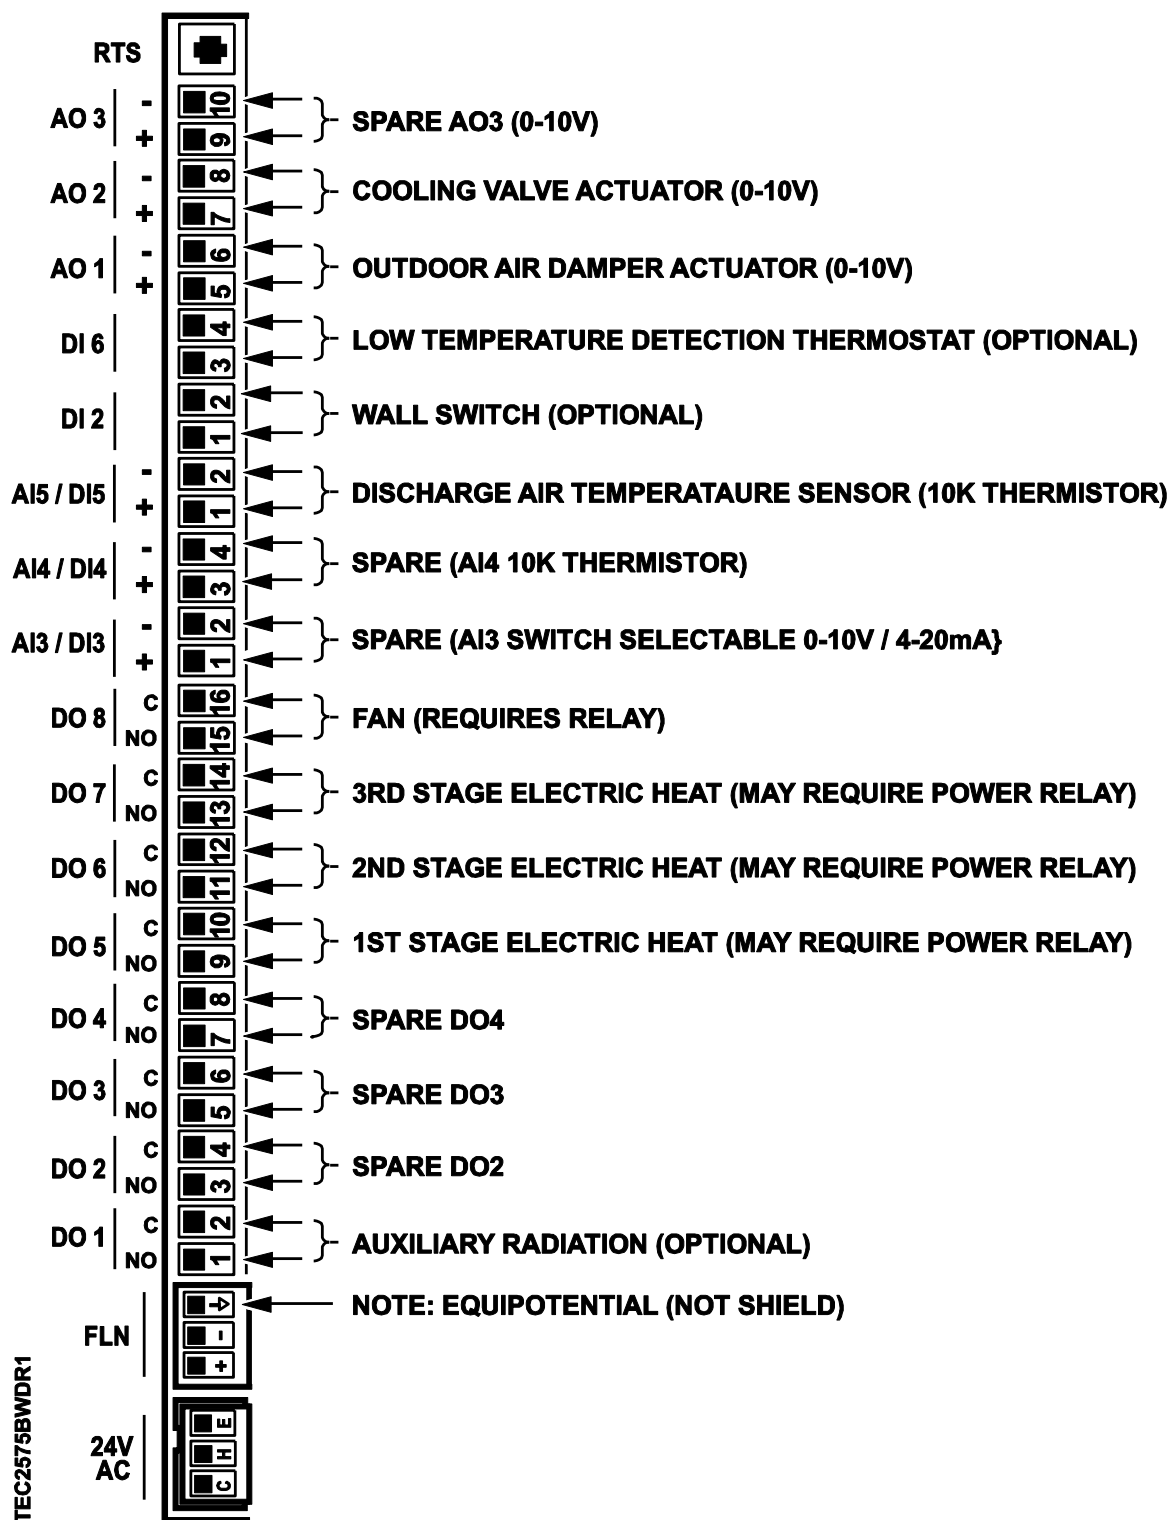 RTS
AO 3 - 10 SPARE AO3 (0-10V)
+ 9
AO 2 - 8 COOLING VALVE ACTUATOR (0-10V)
+ 7
AO 1 - 6 OUTDOOR AIR DAMPER ACTUATOR (0-10V)
+ 5
DI 6 4 LOW TEMPERATURE DETECTION THERMOSTAT (OPTIONAL)
3
DI 2 2 WALL SWITCH (OPTIONAL)
1
AI5 / DI5 - 2 DISCHARGE AIR TEMPERATAURE SENSOR (10K THERMISTOR)
+ 1
AI4 / DI4 - 4 SPARE (AI4 10K THERMISTOR)
+ 3
AI3 / DI3 - 2 SPARE (AI3 SWITCH SELECTABLE 0-10V / 4-20mA}
+ 1
DO 8 C 16 FAN (REQUIRES RELAY)
NO 15
DO 7 C 14 3RD STAGE ELECTRIC HEAT (MAY REQUIRE POWER RELAY)
NO 13
DO 6 C 12 2ND STAGE ELECTRIC HEAT (MAY REQUIRE POWER RELAY)
NO 11
DO 5 C 10 1ST STAGE ELECTRIC HEAT (MAY REQUIRE POWER RELAY)
NO 9
DO 4 C 8 SPARE DO4
NO 7
DO 3 C 6 SPARE DO3
NO 5
DO 2 C 4 SPARE DO2
NO 3
DO 1 C 2 AUXILIARY RADIATION (OPTIONAL)
NO 1
NOTE: EQUIPOTENTIAL (NOT SHIELD)
FLN -
+
E
24V H
AC C
TEC2575BWDR1